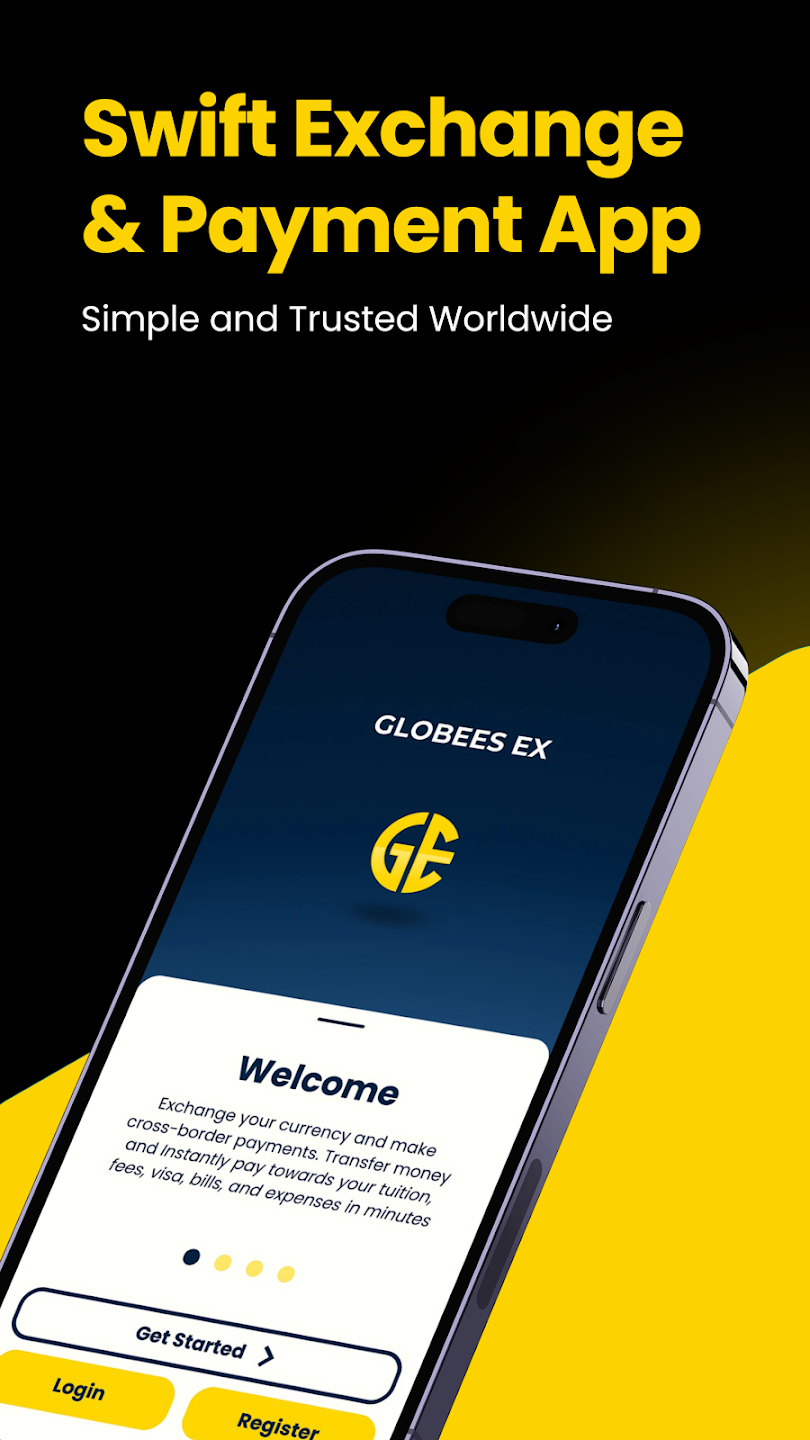 Swift Exchange
& Payment App
Simple and Trusted Worldwide
GLOBEES EX
GE
Welcome
Exchange your currency and make
cross-border payments. Transfer money
and Instantly pay towards your tuition,
fees, visa, bills, and expenses in minutes
Get Started
Login
Register